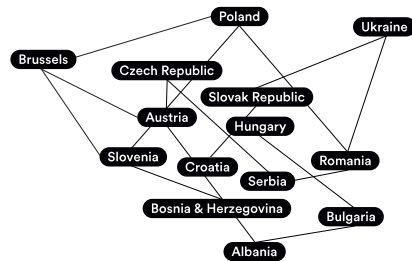 Poland
Ukraine
Brussels
Czech Republic
Slovak Republic
Austria
Hungary
Slovenia
Croatia
Romania
Serbia
Bosnia & Herzegovina
Bulgaria
Albania